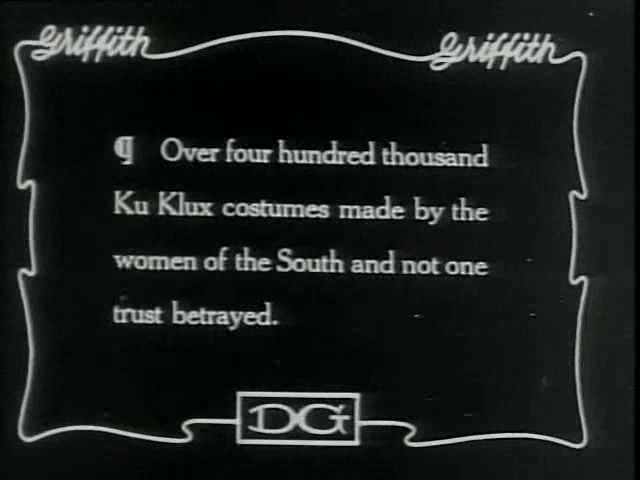 Griffith Griffith
¶ Over four hundred thousand
Ku Klux costumes made by the
women of the South and not one
trust betrayed.
DG